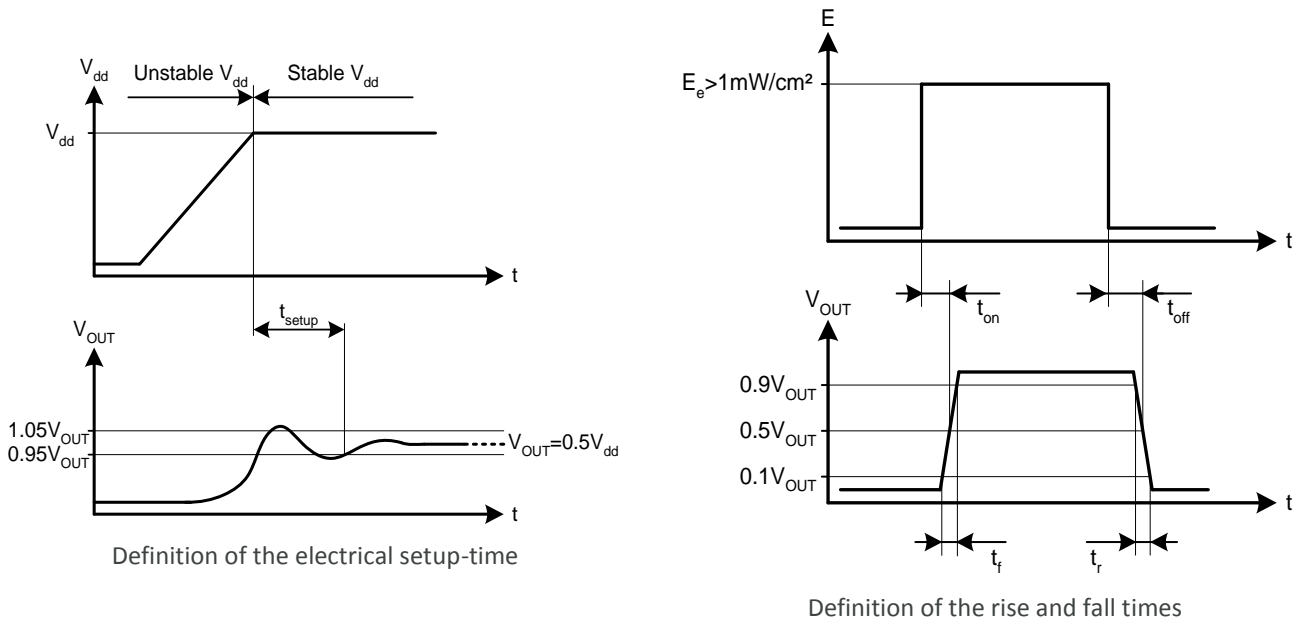 V_dd
Unstable V_dd
Stable V_dd
V_dd
t
t_setup
V_OUT
1.05V_OUT
0.95V_OUT
V_OUT=0.5V_dd
t
Definition of the electrical setup-time
E
E_e>1mW/cm²
t
V_OUT
t_on
t_off
0.9V_OUT
0.5V_OUT
0.1V_OUT
t
t_f
t_r
Definition of the rise and fall times